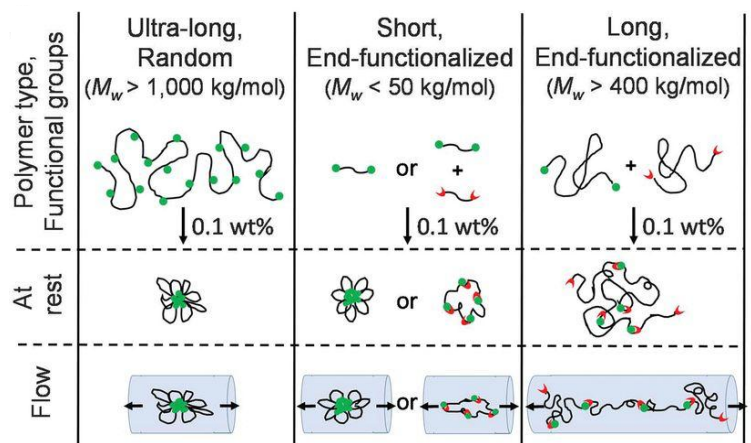 Polymer type,
Functional groups
Ultra-long,
Random
(Mw > 1,000 kg/mol)
Short,
End-functionalized
(Mw < 50 kg/mol)
Long,
End-functionalized
(Mw > 400 kg/mol)
or
+
+
0.1 wt%
0.1 wt%
0.1 wt%
At
rest
or
Flow
or